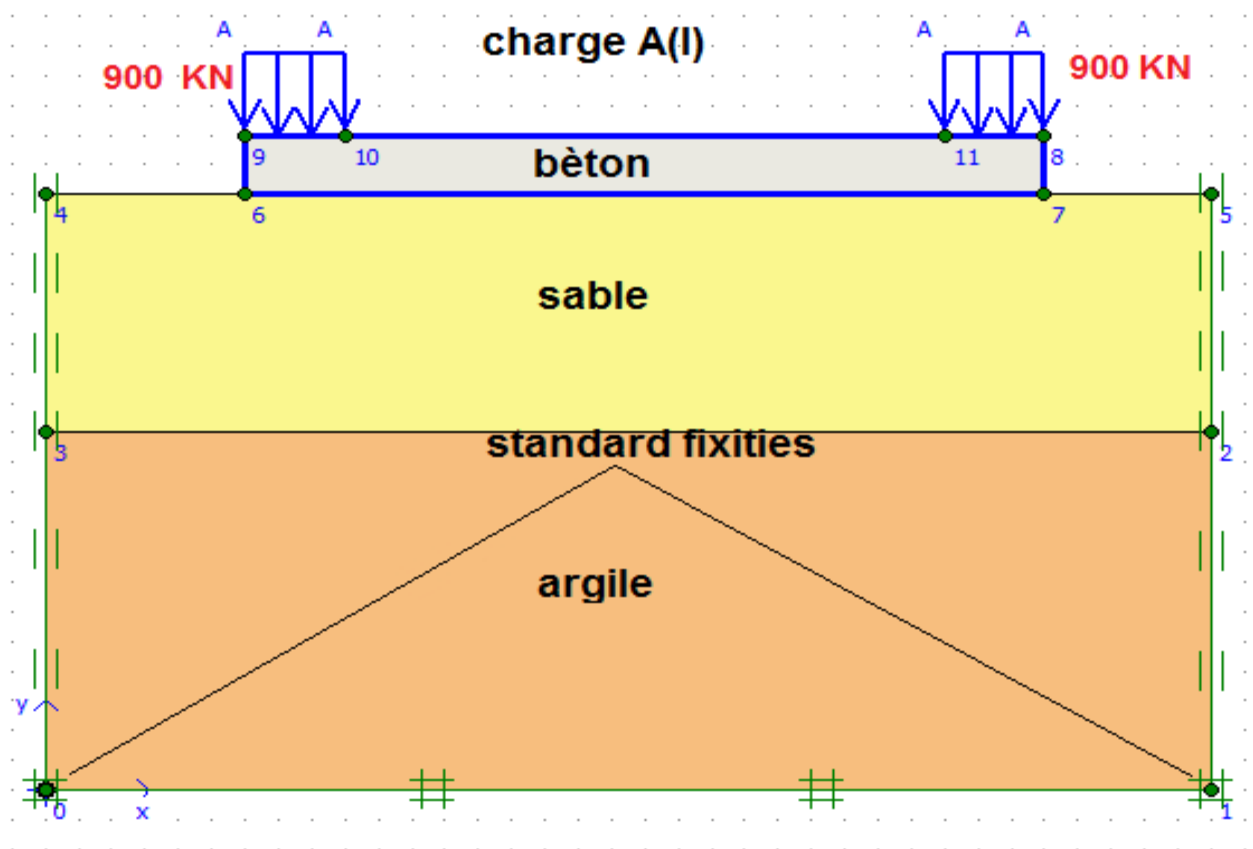 A A charge A(l) A A
900 KN 900 KN
9 10 bèton 11 8
4 6 7 5
sable
standard fixities
3 2
argile
y
0 x 1